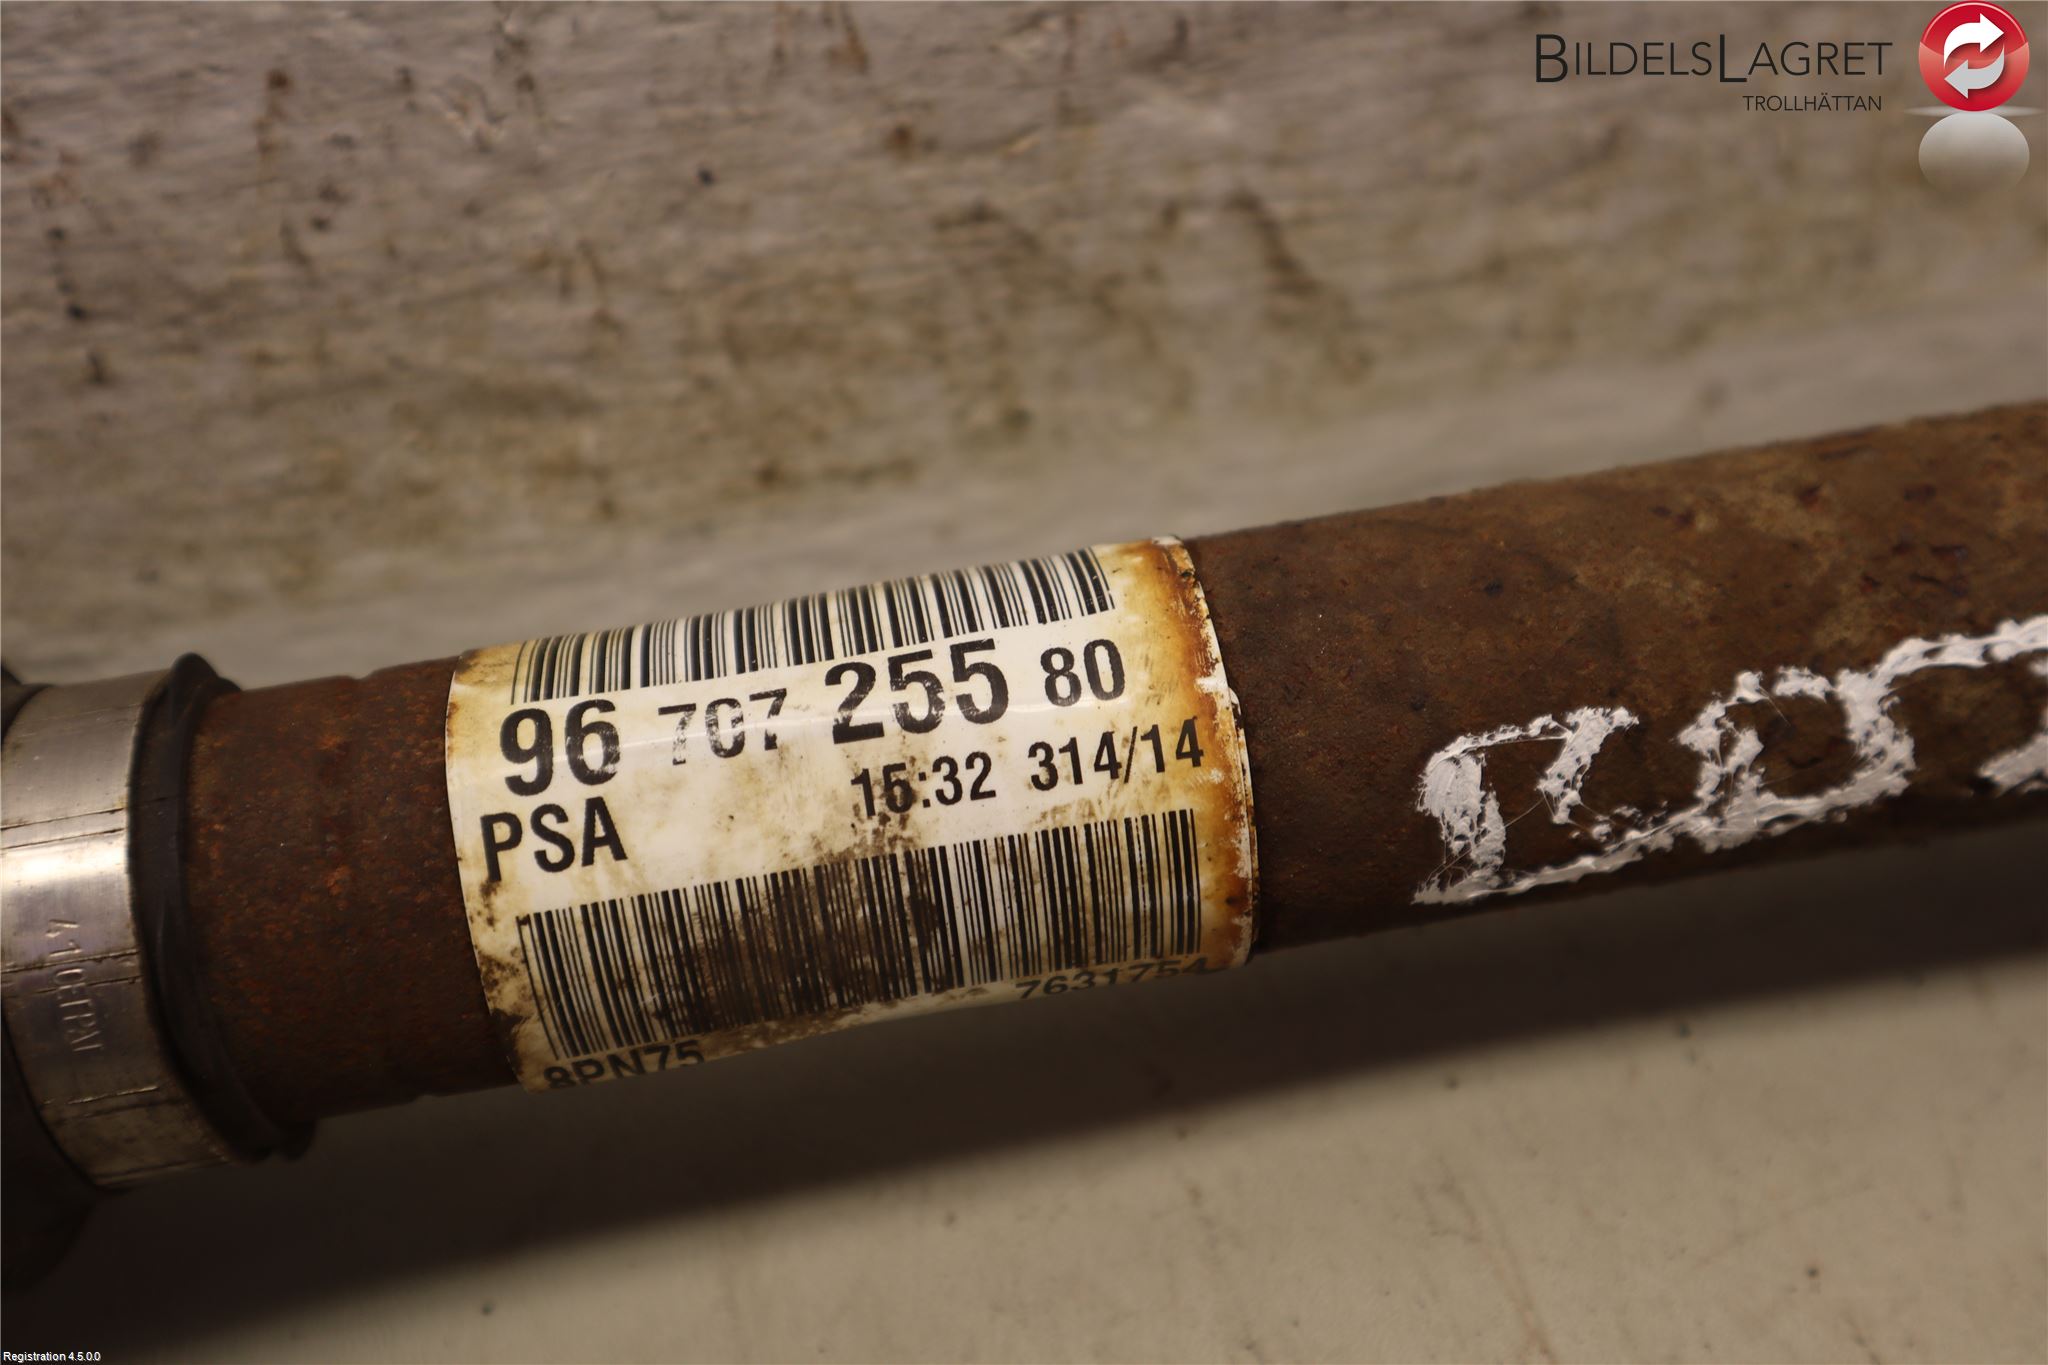 BILDELSLAGRET
TROLLHÄTTAN
96 707 255 80
PSA 15:32 314/14
7631754
8PN75
Registration 4.5.0.0